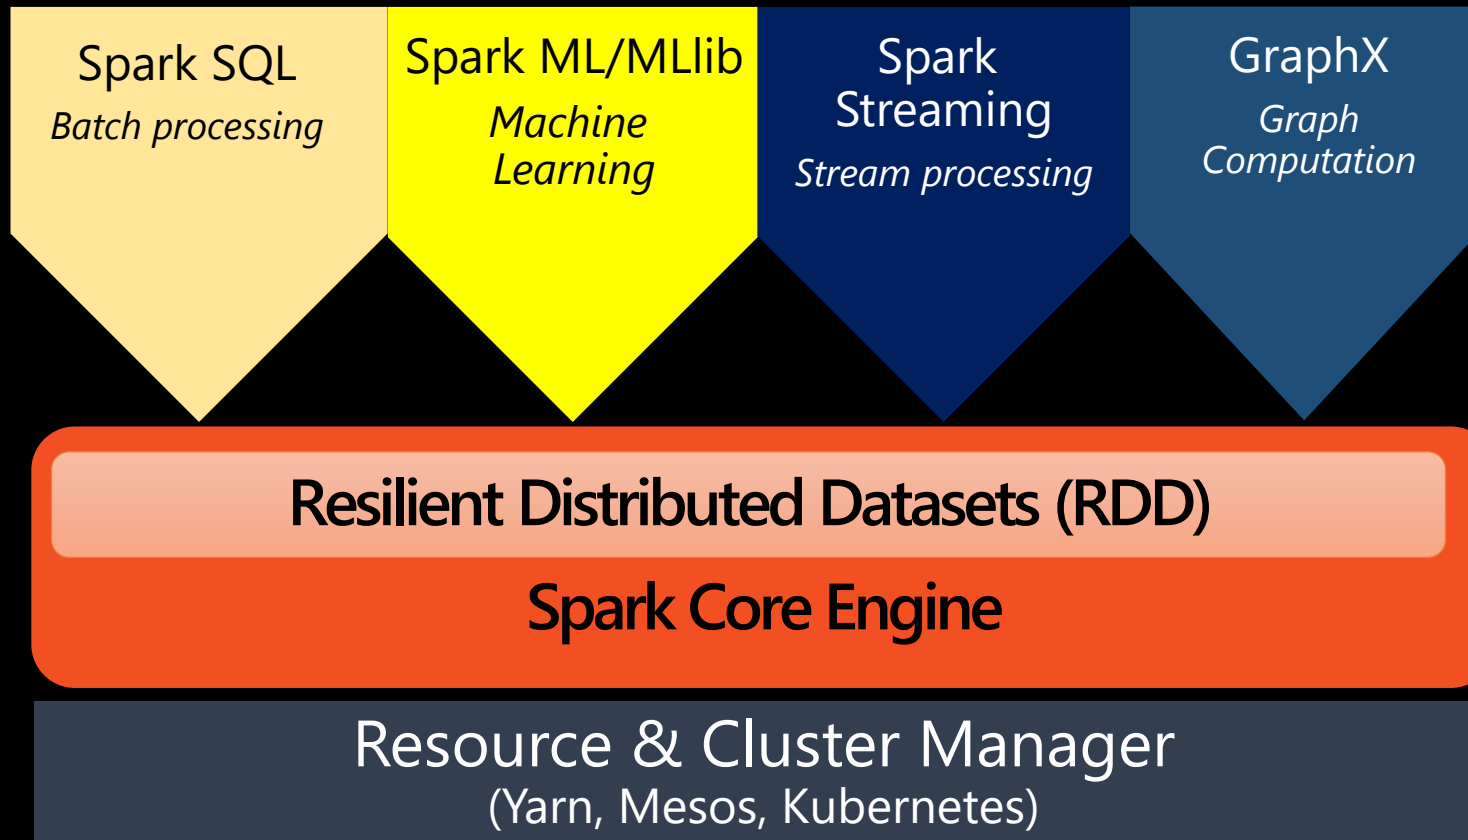 Spark SQL
Batch processing
Spark ML/MLlib
Machine
Learning
Spark
Streaming
Stream processing
GraphX
Graph
Computation
Resilient Distributed Datasets (RDD)
Spark Core Engine
Resource & Cluster Manager
(Yarn, Mesos, Kubernetes)